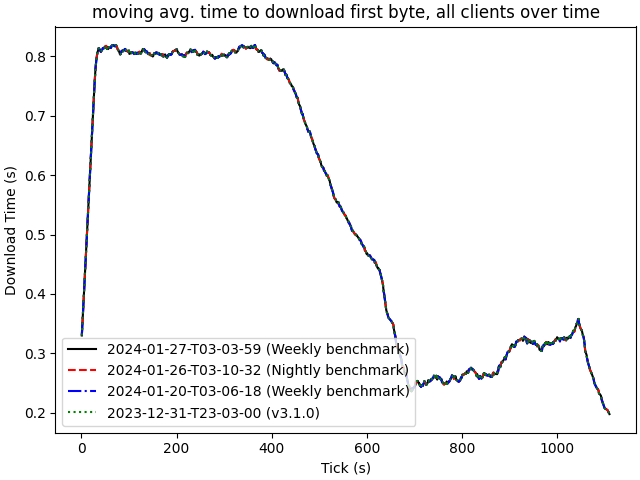 moving avg. time to download first byte, all clients over time
0.8
0.7
0.6
0.5
0.4
0.3
0.2
Download Time (s)
2024-01-27-T03-03-59 (Weekly benchmark)
2024-01-26-T03-10-32 (Nightly benchmark)
2024-01-20-T03-06-18 (Weekly benchmark)
2023-12-31-T23-03-00 (v3.1.0)
0 200 400 600 800 1000
Tick (s)